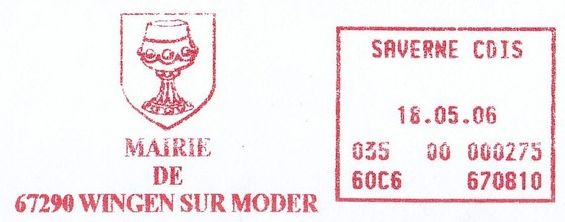 MAIRIE
DE
67290 WINGEN SUR MODER
SAVERNE CDIS
18.05.06
035 00 000275
60C6 670810